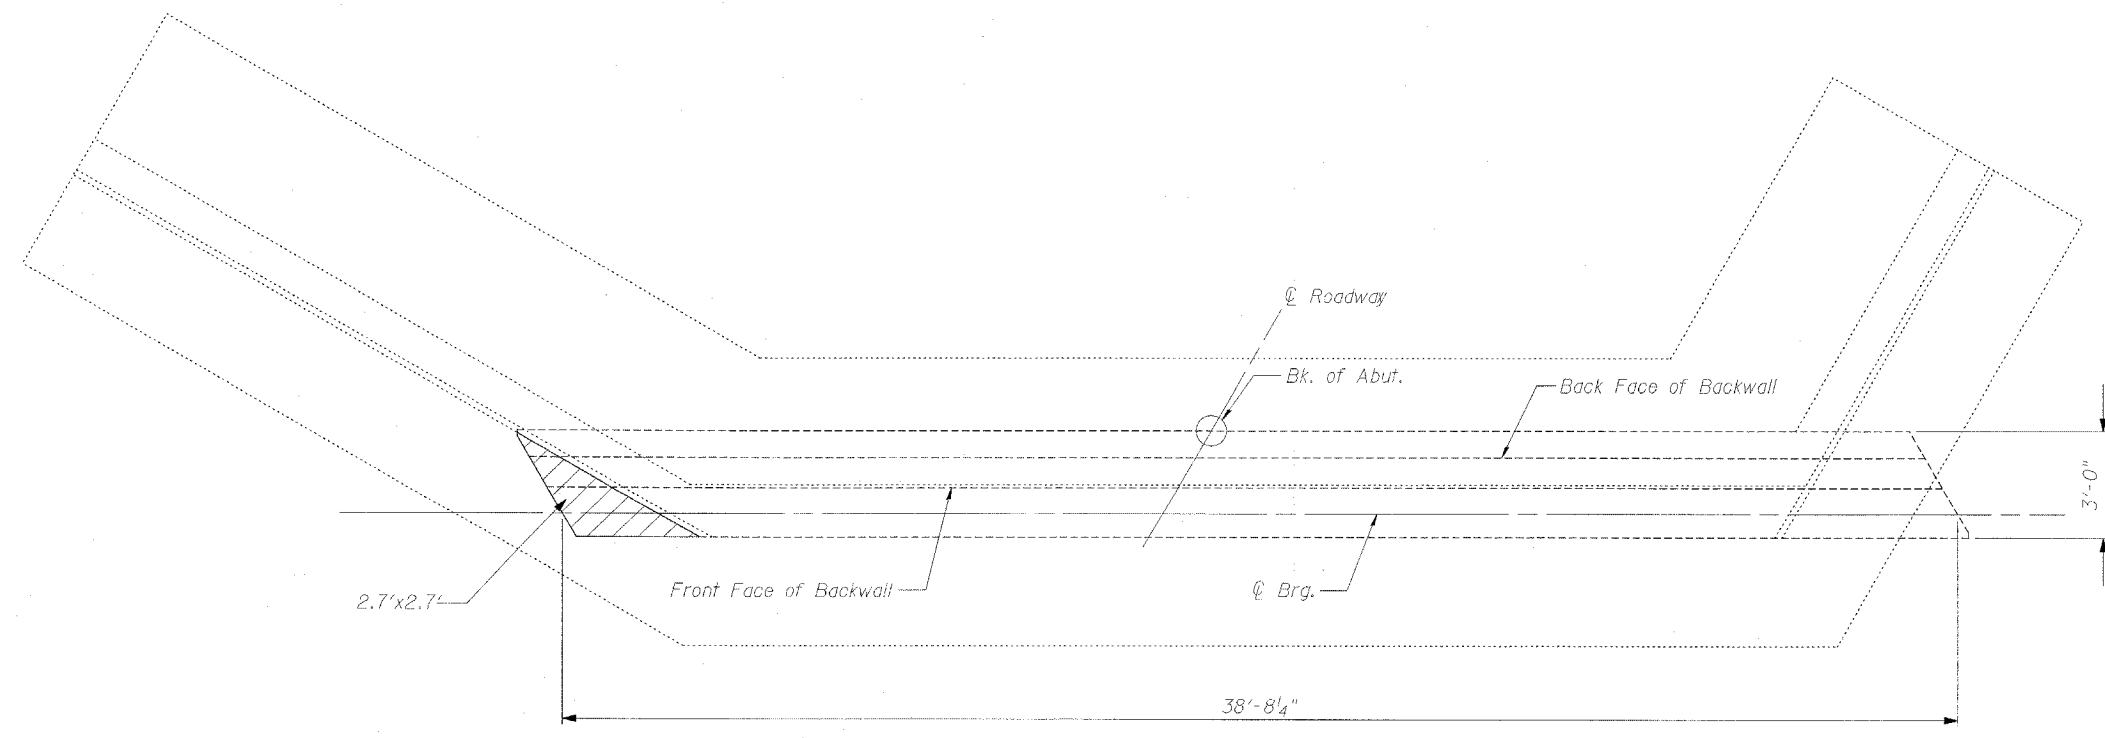 ℄ Roadway
Bk. of Abut.
Back Face of Backwall
3'-0"
2.7'x2.7'
Front Face of Backwall
℄ Brg.
38'-8¼"